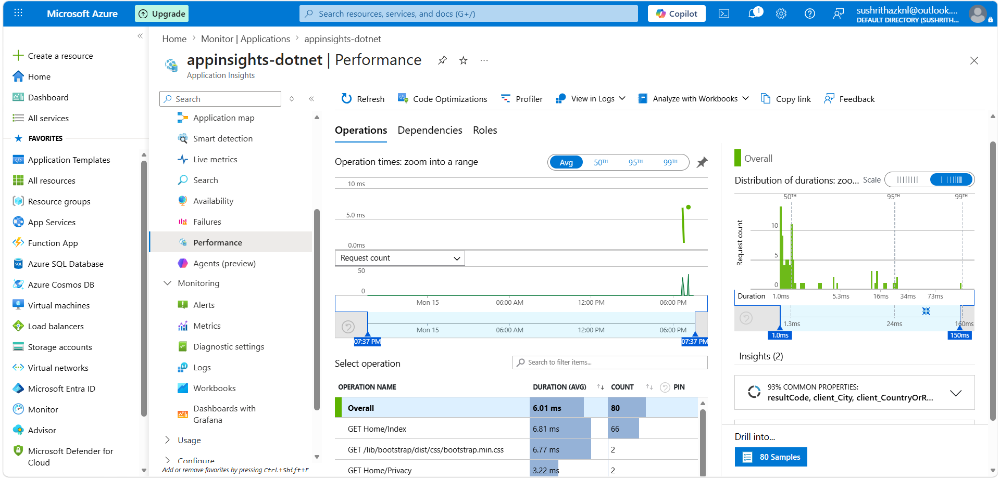 Microsoft Azure
Upgrade
Search resources, services, and docs (G+/)
Copilot
1
sushrithazknl@outlook....
DEFAULT DIRECTORY (SUSHRITH...
Create a resource
Home
Dashboard
All services
FAVORITES
Application Templates
All resources
Resource groups
App Services
Function App
Azure SQL Database
Azure Cosmos DB
Virtual machines
Load balancers
Storage accounts
Virtual networks
Microsoft Entra ID
Monitor
Advisor
Microsoft Defender for
Cloud
Home > Monitor | Applications > appinsights-dotnet
appinsights-dotnet | Performance
Application Insights
Search
Application map
Smart detection
Live metrics
Search
Availability
Failures
Performance
Agents (preview)
Monitoring
Alerts
Metrics
Diagnostic settings
Logs
Workbooks
Dashboards with
Grafana
Usage
Configure
Add or remove favorites by pressing Ctrl+Shift+F
Refresh
Code Optimizations
Profiler
View in Logs
Analyze with Workbooks
Copy link
Feedback
Operations Dependencies Roles
Operation times: zoom into a range
Avg 50TH 95TH 99TH
10 ms
5.0 ms
0.0ms
Request count
50
0
Mon 15 06:00 AM 12:00 PM 06:00 PM
Mon 15 06:00 AM 12:00 PM 06:00 PM
07:37 PM 07:37 PM
Select operation
Search to filter items...
OPERATION NAME DURATION (AVG) COUNT PIN
Overall 6.01 ms 80
GET Home/Index 6.81 ms 66
GET /lib/bootstrap/dist/css/bootstrap.min.css 6.77 ms 2
GET Home/Privacy 3.22 ms 2
Overall
Distribution of durations: zoo... Scale
50TH 95TH 99TH
Request count
10
5
0
Duration 1.0ms 5.3ms 16ms 34ms 73ms
1.3ms 24ms 160ms
1.0ms 150ms
Insights (2)
93% COMMON PROPERTIES:
resultCode, client_City, client_CountryOrR...
Drill into...
80 Samples